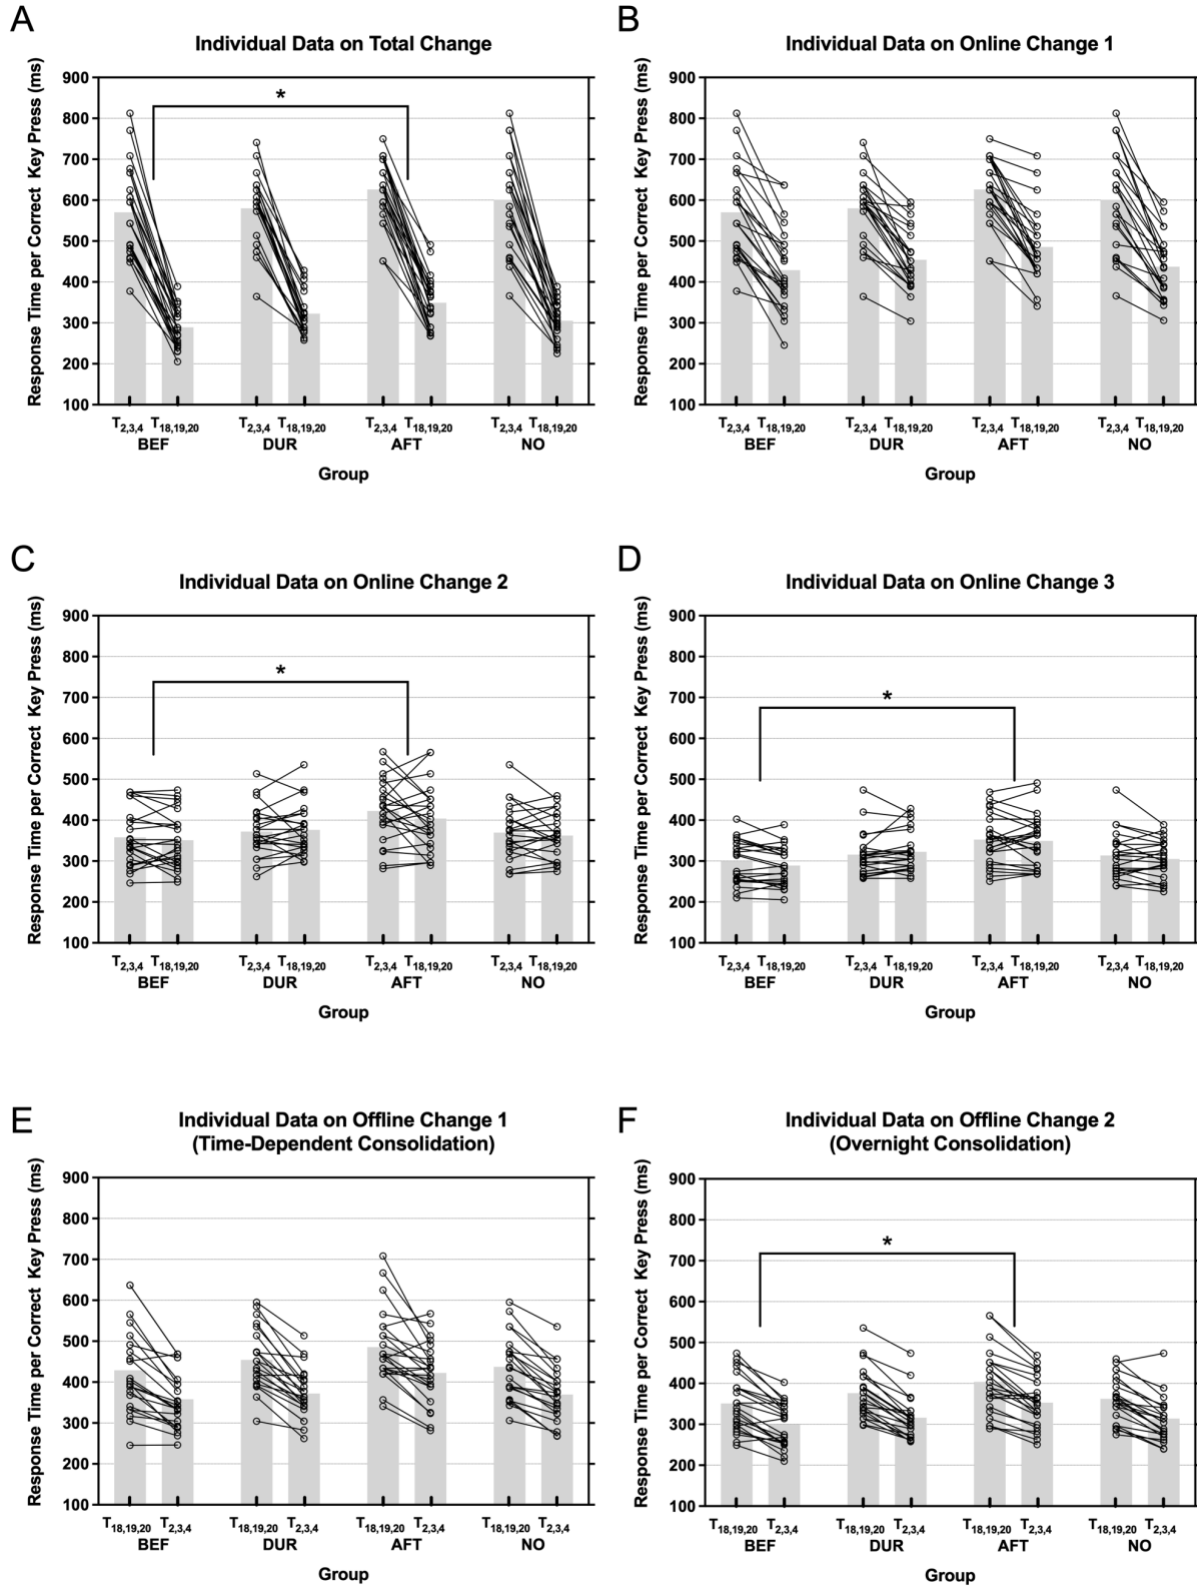 A
Individual Data on Total Change
Response Time per Correct Key Press (ms)
900
800
700
600
500
400
300
200
100
*
T2,3,4 T18,19,20 T2,3,4 T18,19,20 T2,3,4 T18,19,20 T2,3,4 T18,19,20
BEF DUR AFT NO
Group
B
Individual Data on Online Change 1
Response Time per Correct Key Press (ms)
900
800
700
600
500
400
300
200
100
T2,3,4 T18,19,20 T2,3,4 T18,19,20 T2,3,4 T18,19,20 T2,3,4 T18,19,20
BEF DUR AFT NO
Group
C
Individual Data on Online Change 2
Response Time per Correct Key Press (ms)
900
800
700
600
500
400
300
200
100
*
T2,3,4 T18,19,20 T2,3,4 T18,19,20 T2,3,4 T18,19,20 T2,3,4 T18,19,20
BEF DUR AFT NO
Group
D
Individual Data on Online Change 3
Response Time per Correct Key Press (ms)
900
800
700
600
500
400
300
200
100
*
T2,3,4 T18,19,20 T2,3,4 T18,19,20 T2,3,4 T18,19,20 T2,3,4 T18,19,20
BEF DUR AFT NO
Group
E
Individual Data on Offline Change 1
(Time-Dependent Consolidation)
Response Time per Correct Key Press (ms)
900
800
700
600
500
400
300
200
100
T18,19,20 T2,3,4 T18,19,20 T2,3,4 T18,19,20 T2,3,4 T18,19,20 T2,3,4
BEF DUR AFT NO
Group
F
Individual Data on Offline Change 2
(Overnight Consolidation)
Response Time per Correct Key Press (ms)
900
800
700
600
500
400
300
200
100
*
T18,19,20 T2,3,4 T18,19,20 T2,3,4 T18,19,20 T2,3,4 T18,19,20 T2,3,4
BEF DUR AFT NO
Group